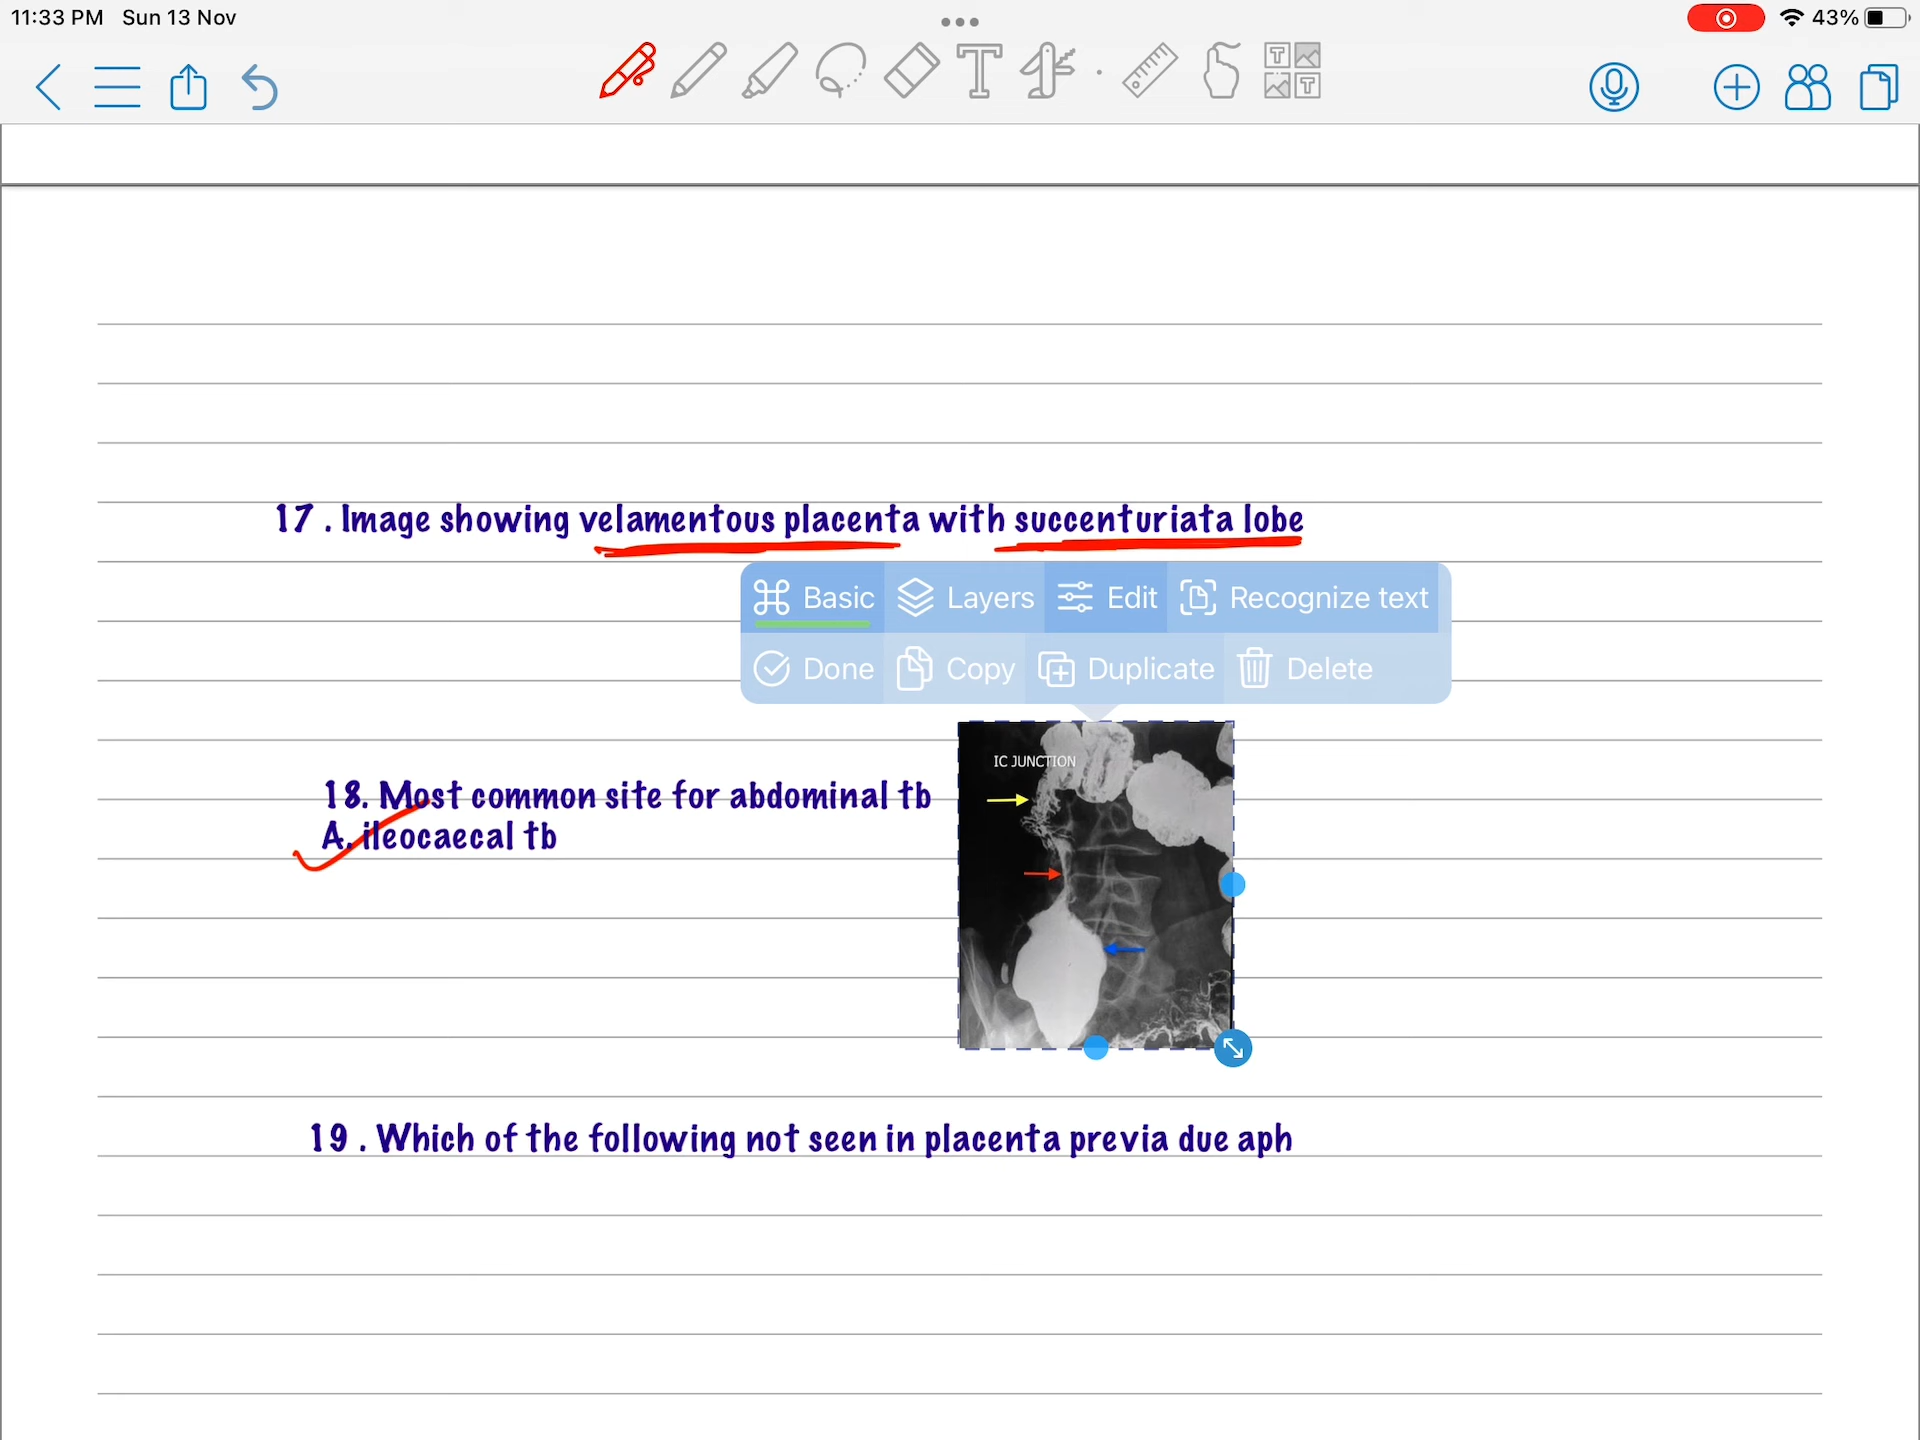 11:33 PM Sun 13 Nov
43%
17 . Image showing velamentous placenta with succenturiata lobe
Basic Layers Edit Recognize text
Done Copy Duplicate Delete
IC JUNCTION
18. Most common site for abdominal tb
A. ileocaecal tb
19 . Which of the following not seen in placenta previa due aph